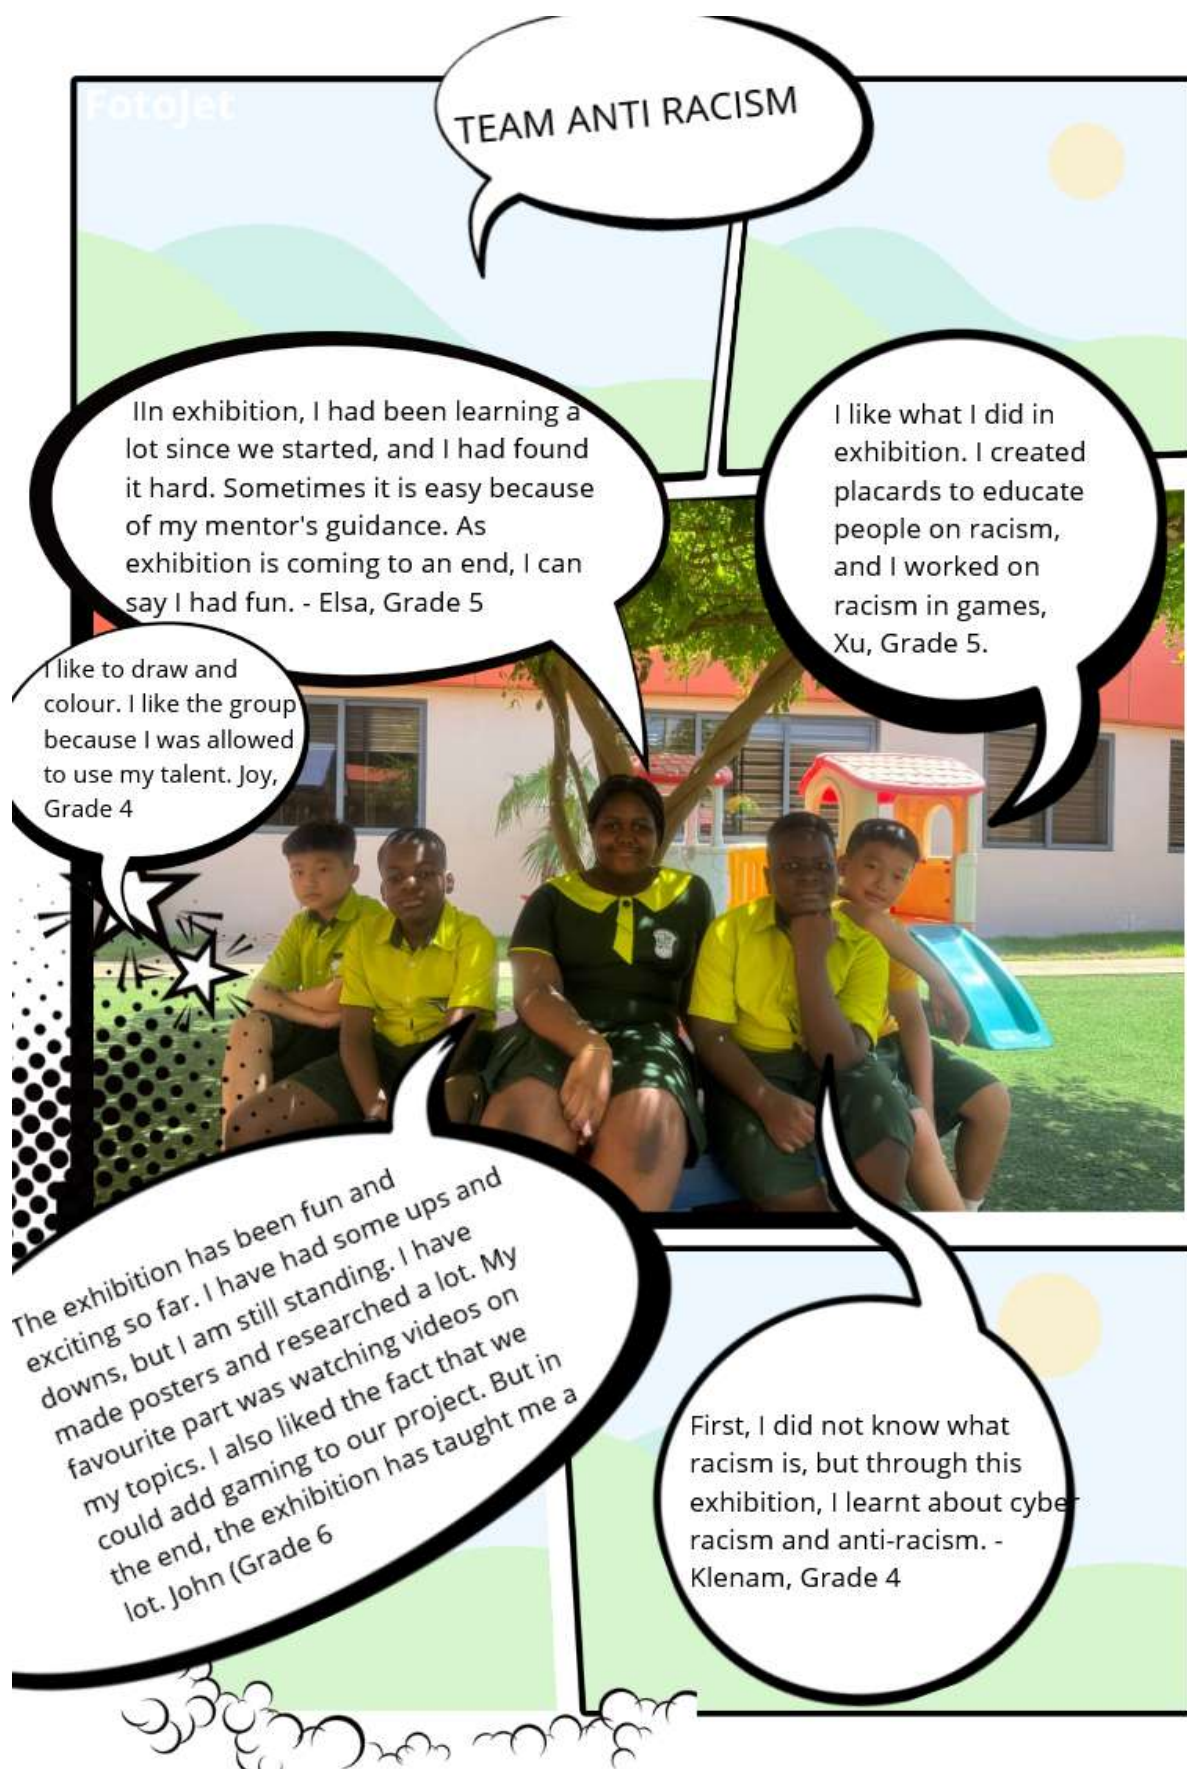 FotoJet
TEAM ANTI RACISM
IIn exhibition, I had been learning a
lot since we started, and I had found
it hard. Sometimes it is easy because
of my mentor's guidance. As
exhibition is coming to an end, I can
say I had fun. - Elsa, Grade 5
I like what I did in
exhibition. I created
placards to educate
people on racism,
and I worked on
racism in games,
Xu, Grade 5.
I like to draw and
colour. I like the group
because I was allowed
to use my talent. Joy,
Grade 4
The exhibition has been fun and
exciting so far. I have had some ups and
downs, but I am still standing. I have
made posters and researched a lot. My
favourite part was watching videos on
my topics. I also liked the fact that we
could add gaming to our project. But in
the end, the exhibition has taught me a
lot. John (Grade 6
First, I did not know what
racism is, but through this
exhibition, I learnt about cyber
racism and anti-racism. -
Klenam, Grade 4